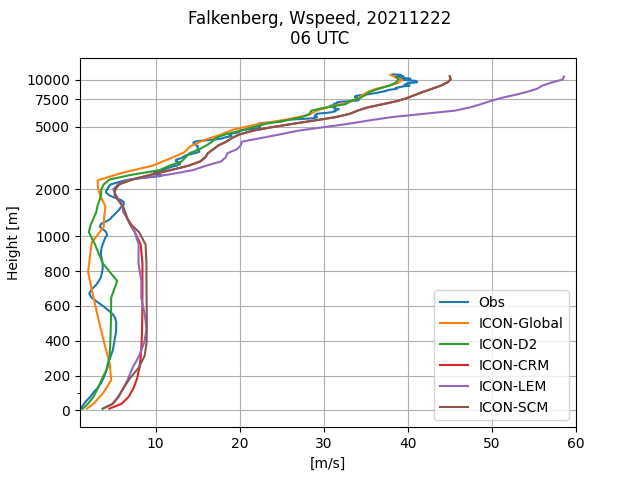 Falkenberg, Wspeed, 20211222
06 UTC
Height [m]
10000
7500
5000
2000
1000
800
600
400
200
0
Obs
ICON-Global
ICON-D2
ICON-CRM
ICON-LEM
ICON-SCM
10 20 30 40 50 60
[m/s]